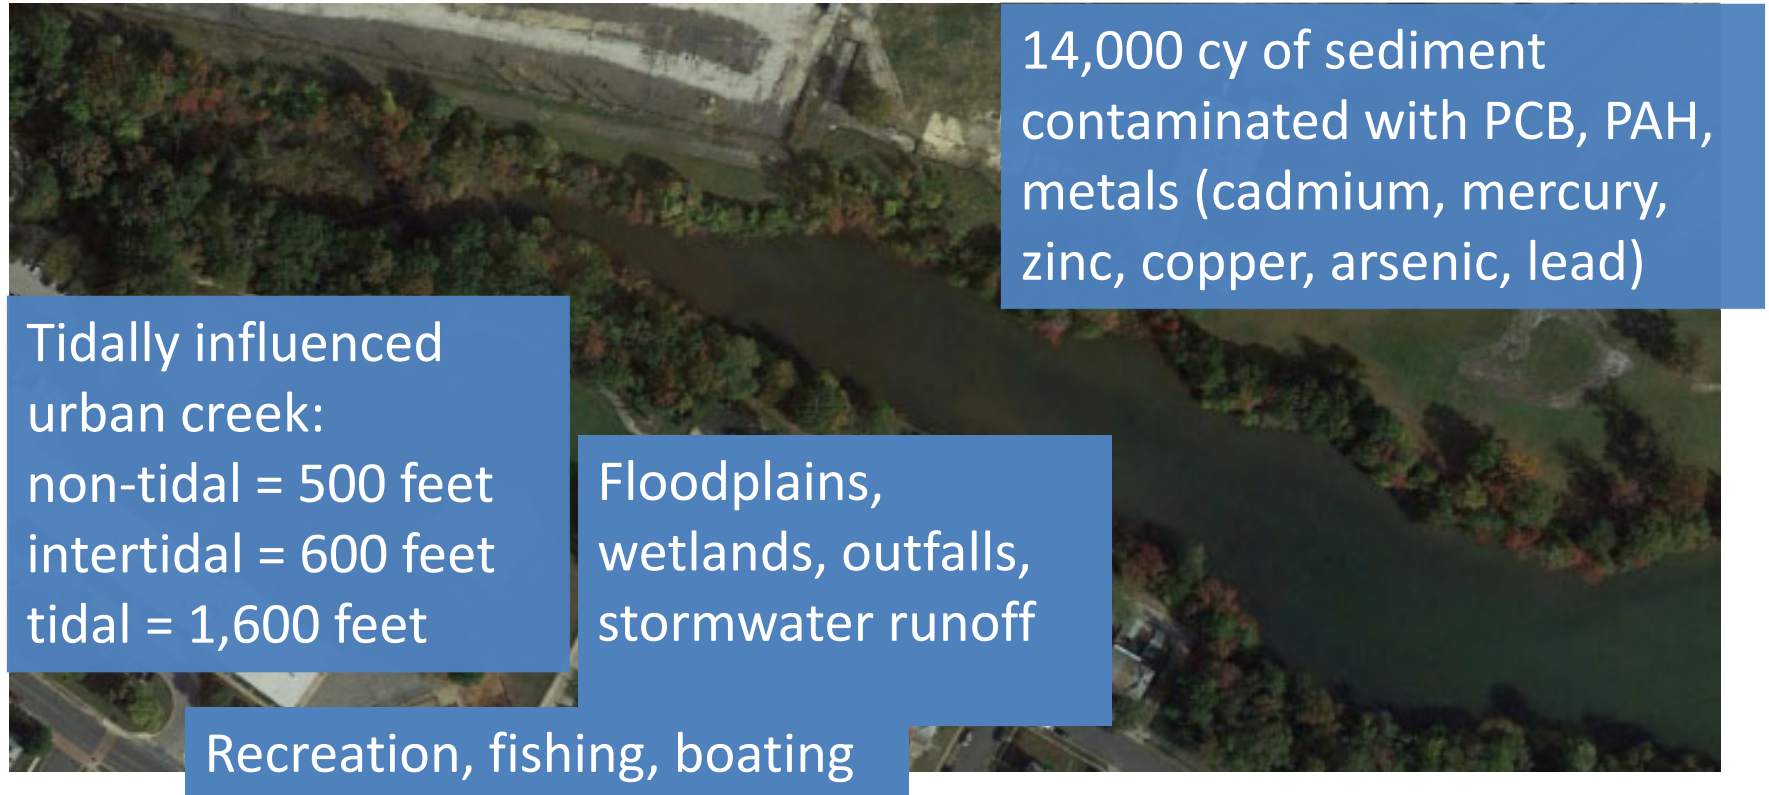 14,000 cy of sediment
contaminated with PCB, PAH,
metals (cadmium, mercury,
zinc, copper, arsenic, lead)
Tidally influenced
urban creek:
non-tidal = 500 feet
intertidal = 600 feet
tidal = 1,600 feet
Floodplains,
wetlands, outfalls,
stormwater runoff
Recreation, fishing, boating